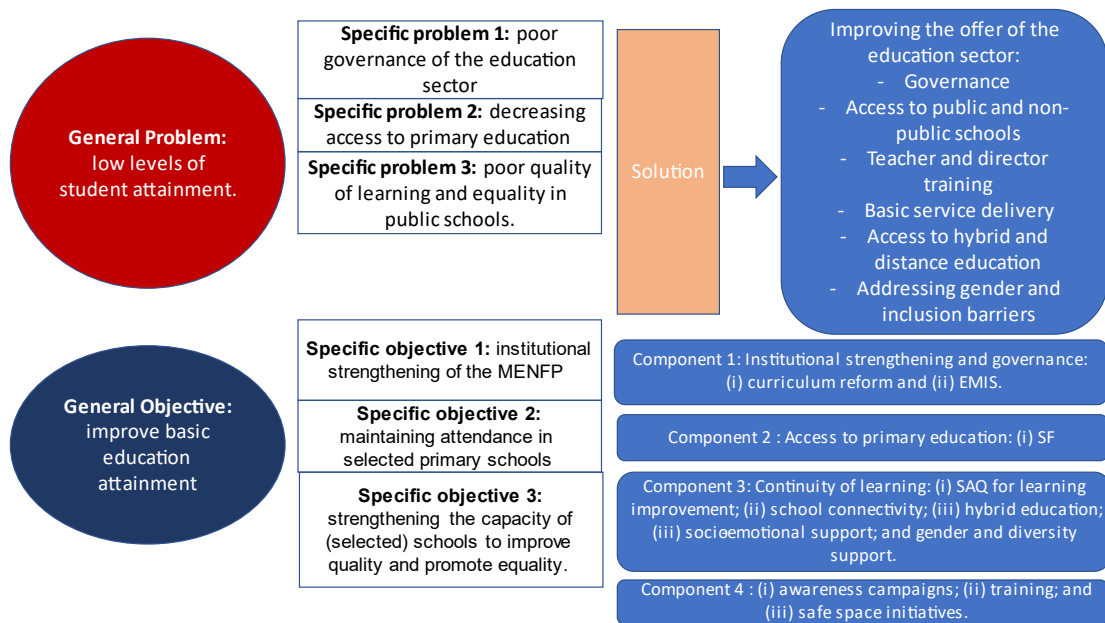 General Problem:
low levels of
student attainment.
Specific problem 1: poor
governance of the education
sector
Specific problem 2: decreasing
access to primary education
Specific problem 3: poor quality
of learning and equality in
public schools.
Solution
Improving the offer of the
education sector:
- Governance
- Access to public and non-
public schools
- Teacher and director
training
- Basic service delivery
- Access to hybrid and
distance education
- Addressing gender and
inclusion barriers
General Objective:
improve basic
education
attainment
Specific objective 1: institutional
strengthening of the MENFP
Specific objective 2:
maintaining attendance in
selected primary schools
Specific objective 3:
strengthening the capacity of
(selected) schools to improve
quality and promote equality.
Component 1: Institutional strengthening and governance:
(i) curriculum reform and (ii) EMIS.
Component 2 : Access to primary education: (i) SF
Component 3: Continuity of learning: (i) SAQ for learning
improvement; (ii) school connectivity; (iii) hybrid education;
(iii) socioemotional support; and gender and diversity
support.
Component 4 : (i) awareness campaigns; (ii) training; and
(iii) safe space initiatives.